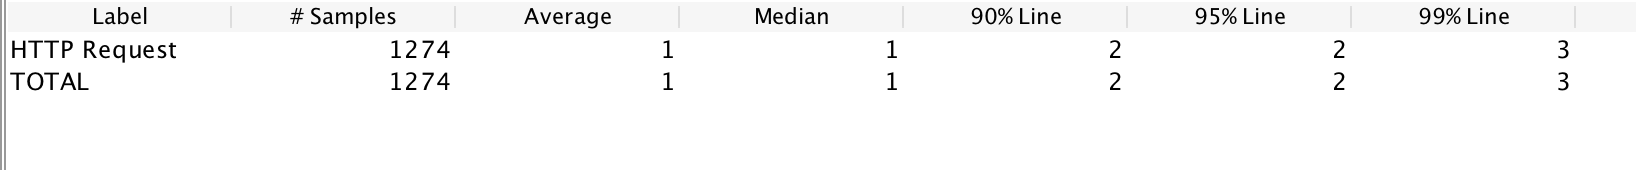 Label # Samples Average Median 90% Line 95% Line 99% Line
HTTP Request 1274 1 1 2 2 3
TOTAL 1274 1 1 2 2 3